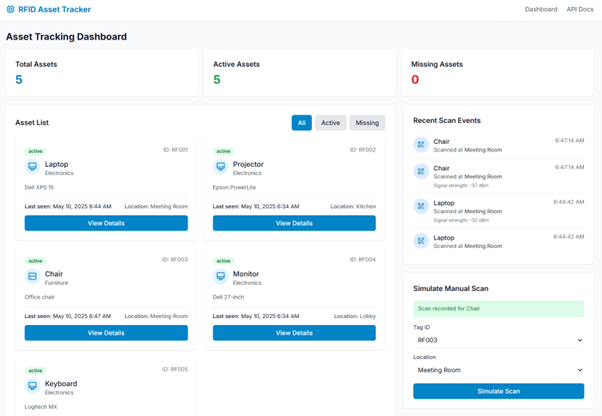 RFID Asset Tracker
Dashboard API Docs
Asset Tracking Dashboard
Total Assets
5
Active Assets
5
Missing Assets
0
Asset List
All Active Missing
active ID: RF001
Laptop
Electronics
Dell XPS 15
Last seen: May 10, 2025 6:44 AM Location: Meeting Room
View Details
active ID: RF002
Projector
Electronics
Epson PowerLite
Last seen: May 10, 2025 6:34 AM Location: Kitchen
View Details
active ID: RF003
Chair
Furniture
Office chair
Last seen: May 10, 2025 6:47 AM Location: Meeting Room
View Details
active ID: RF004
Monitor
Electronics
Dell 27-inch
Last seen: May 10, 2025 6:34 AM Location: Lobby
View Details
active ID: RF005
Keyboard
Electronics
Logitech MX
Recent Scan Events
Chair 6:47:14 AM
Scanned at Meeting Room
Chair 6:47:14 AM
Scanned at Meeting Room
Signal strength: -37 dBm
Laptop 6:44:42 AM
Scanned at Meeting Room
Signal strength: -32 dBm
Laptop 6:44:42 AM
Scanned at Meeting Room
Simulate Manual Scan
Scan recorded for Chair
Tag ID
RF003
Location
Meeting Room
Simulate Scan